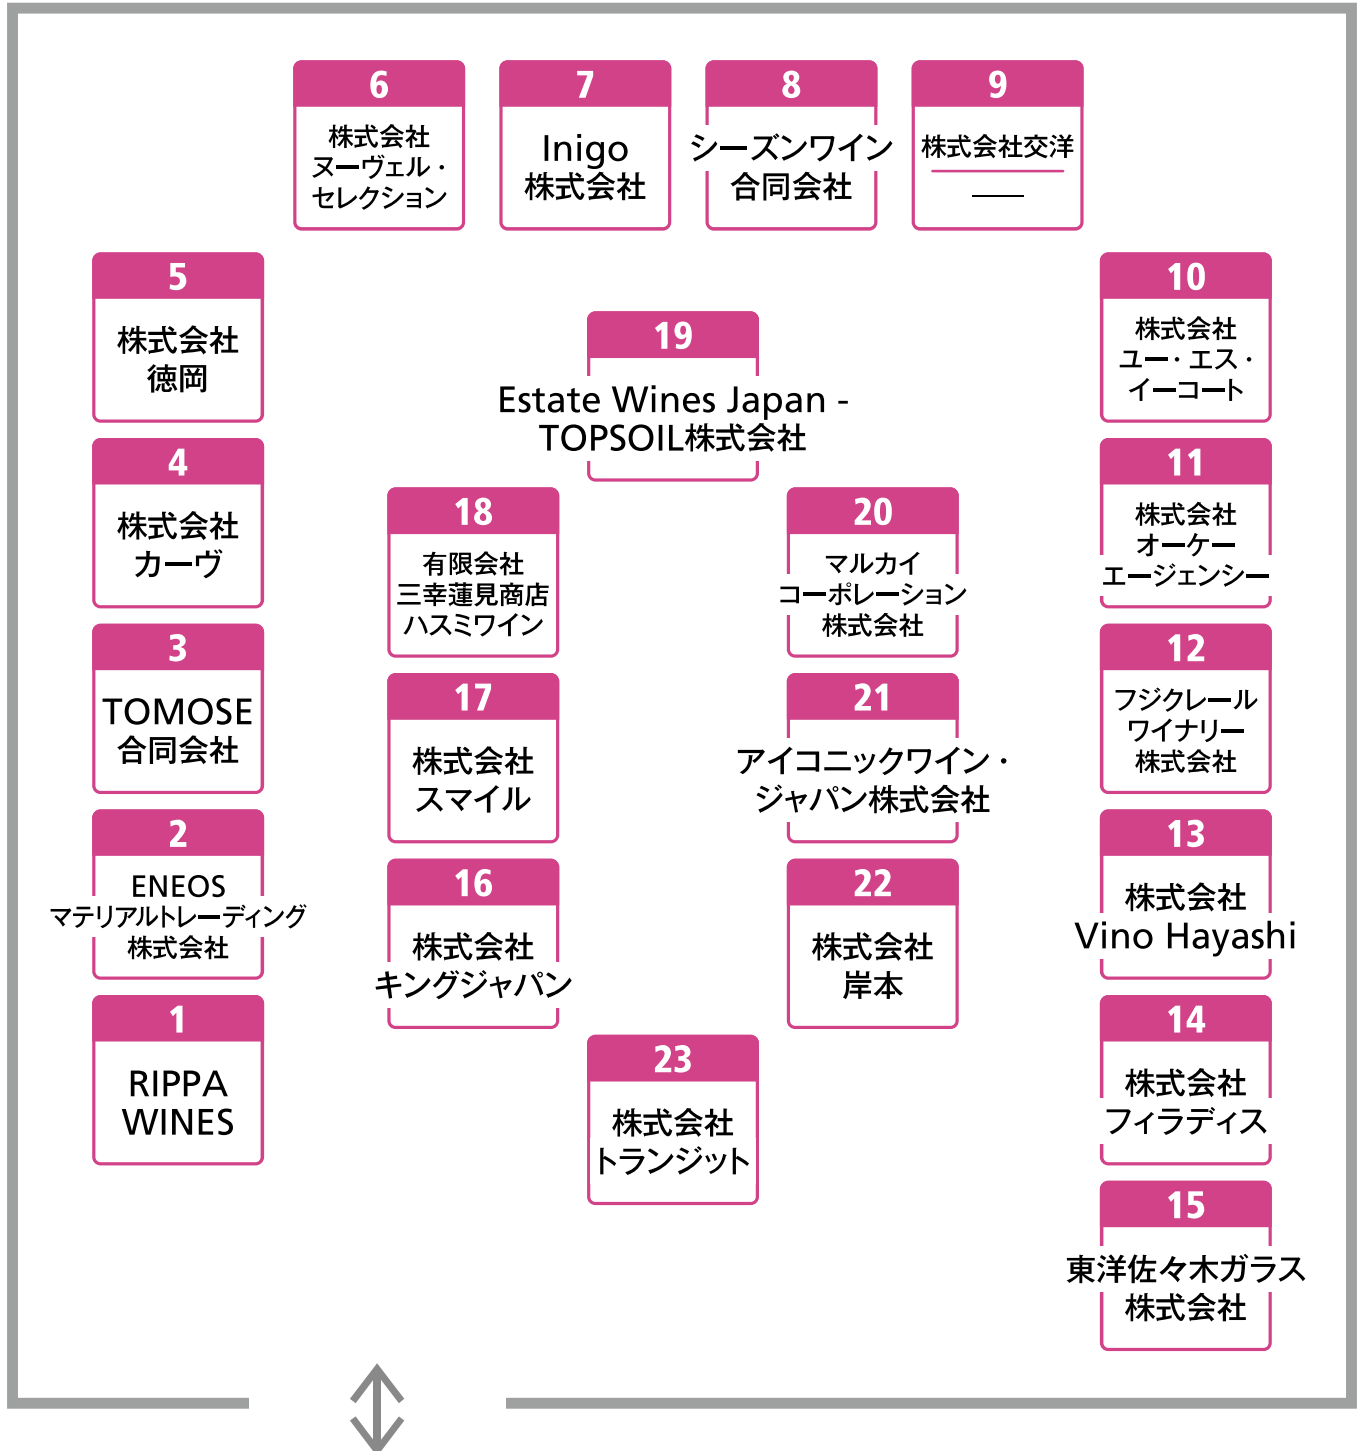 6
株式会社
ヌーヴェル・
セレクション
7
Inigo
株式会社
8
シーズンワイン
合同会社
9
株式会社交洋
5
株式会社
徳岡
19
Estate Wines Japan -
TOPSOIL株式会社
10
株式会社
ユー・エス・
イーコート
4
株式会社
カーヴ
18
有限会社
三幸蓮見商店
ハスミワイン
20
マルカイ
コーポレーション
株式会社
11
株式会社
オーケー
エージェンシー
3
TOMOSE
合同会社
17
株式会社
スマイル
21
アイコニックワイン・
ジャパン株式会社
12
フジクレール
ワイナリー
株式会社
2
ENEOS
マテリアルトレーディング
株式会社
16
株式会社
キングジャパン
22
株式会社
岸本
13
株式会社
Vino Hayashi
1
RIPPA
WINES
23
株式会社
トランジット
14
株式会社
フィラディス
15
東洋佐々木ガラス
株式会社